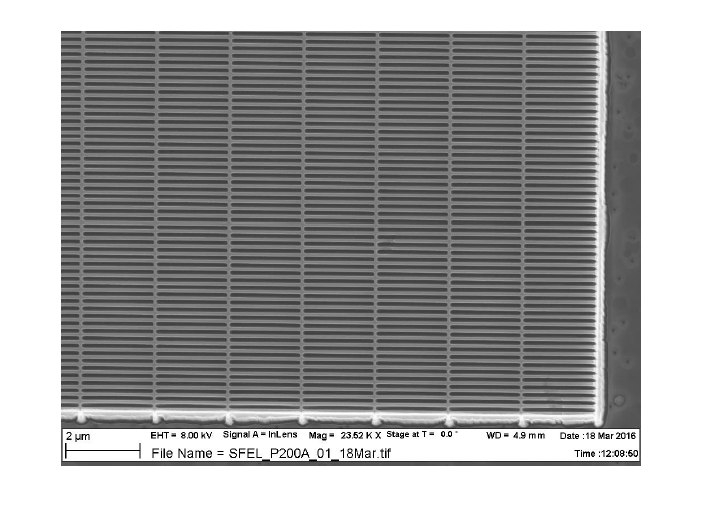 2 µm EHT = 8.00 kV Signal A = InLens Mag = 23.52 K X Stage at T = 0.0 ° WD = 4.9 mm Date :18 Mar 2016
File Name = SFEL_P200A_01_18Mar.tif Time :12:08:50